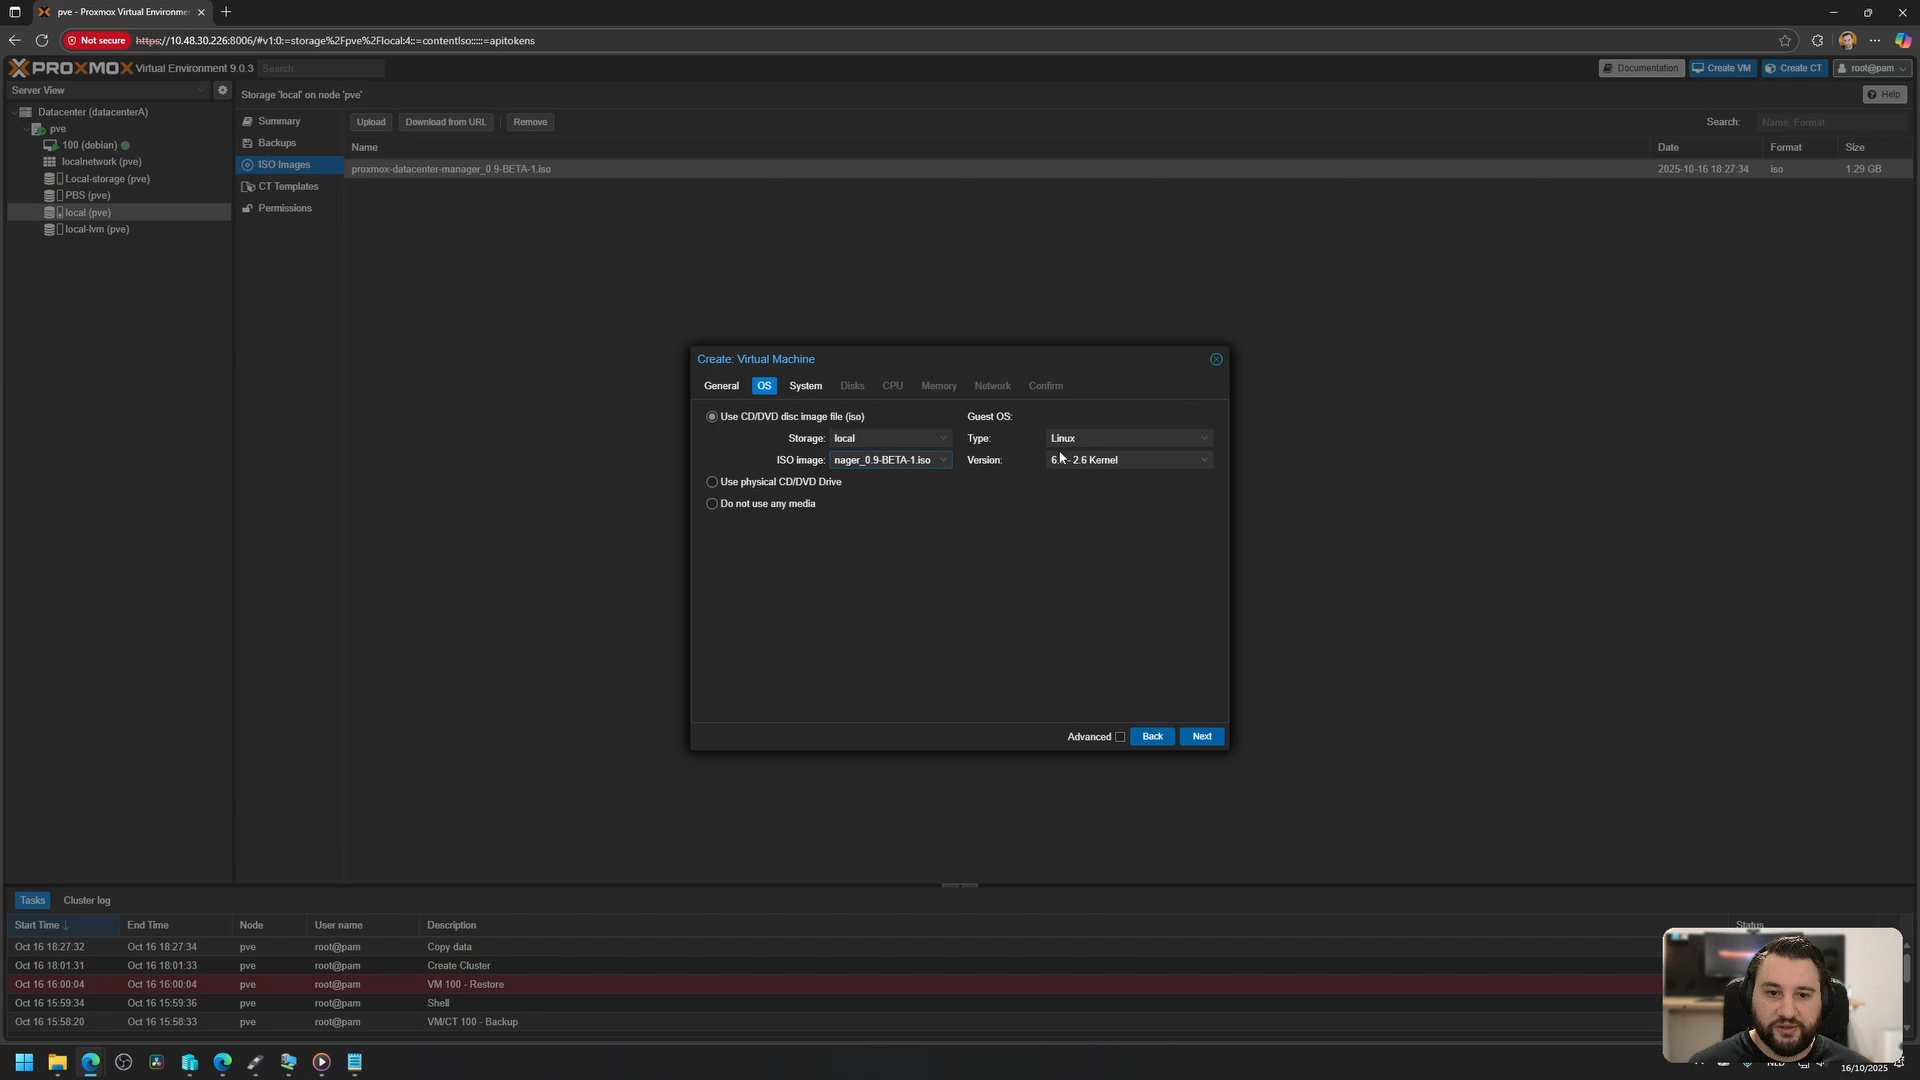 pve - Proxmox Virtual Environme
Not secure https://10.48.30.226:8006/#v1:0:=storage%2Fpve%2Flocal:4::=contentIso:::::=apitokens
PROXMOX Virtual Environment 9.0.3 Search Documentation Create VM Create CT root@pam
Server View
Storage 'local' on node 'pve' Help
Datacenter (datacenterA)
pve
100 (debian)
localnetwork (pve)
Local-storage (pve)
PBS (pve)
local (pve)
local-lvm (pve)
Summary
Backups
ISO Images
CT Templates
Permissions
Upload Download from URL Remove Search: Name, Format
Name Date Format Size
proxmox-datacenter-manager_0.9-BETA-1.iso 2025-10-16 18:27:34 iso 1.29 GB
Create: Virtual Machine
General OS System Disks CPU Memory Network Confirm
Use CD/DVD disc image file (iso) Guest OS:
Storage: local Type: Linux
ISO image: nager_0.9-BETA-1.iso Version: - 2.6 Kernel
Use physical CD/DVD Drive
Do not use any media
Advanced Back Next
Tasks Cluster log
Start Time End Time Node User name Description Status
Oct 16 18:27:32 Oct 16 18:27:34 pve root@pam Copy data
Oct 16 18:01:31 Oct 16 18:01:33 pve root@pam Create Cluster
Oct 16 16:00:04 Oct 16 16:00:04 pve root@pam VM 100 - Restore
Oct 16 15:59:34 Oct 16 15:59:36 pve root@pam Shell
Oct 16 15:58:20 Oct 16 15:58:33 pve root@pam VM/CT 100 - Backup
16/10/2025